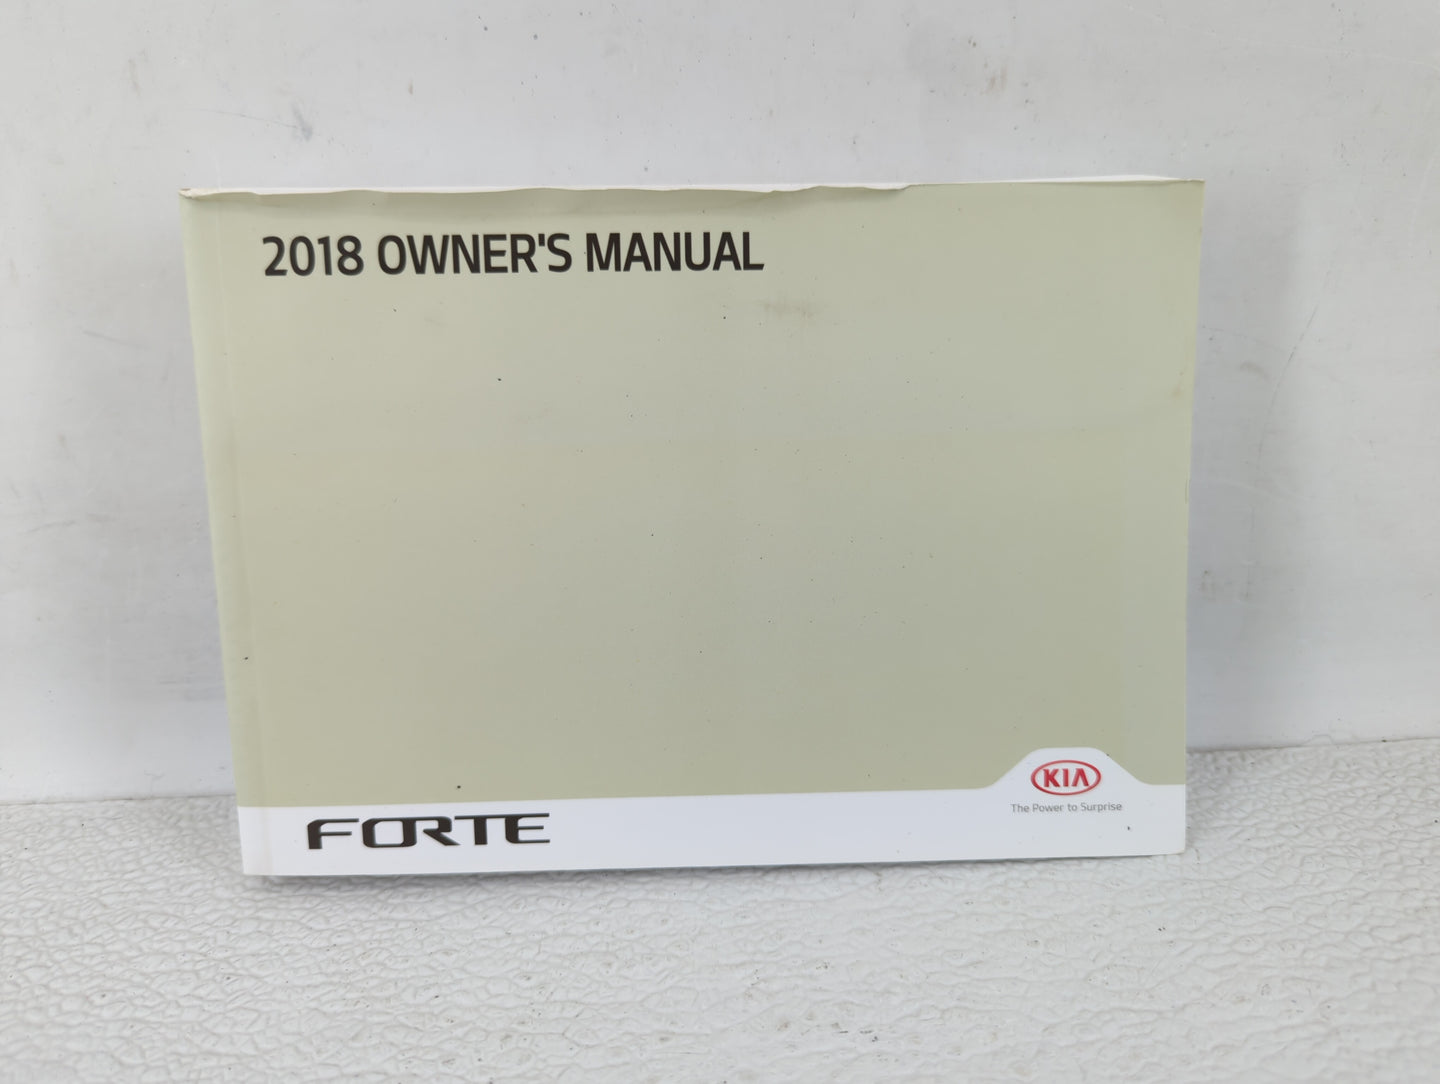 2018 OWNER'S MANUAL
KIA
The Power to Surprise
FORTE